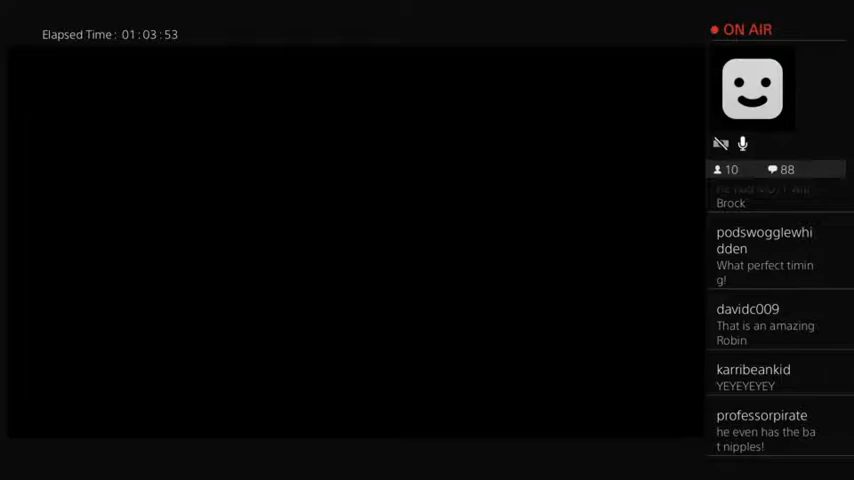 Elapsed Time: 01:03:53
ON AIR
10 88
Brock
podswogglewhi
dden
What perfect timin
g!
davidc009
That is an amazing
Robin
karribeankid
YEYEYEYEY
professorpirate
he even has the ba
t nipples!